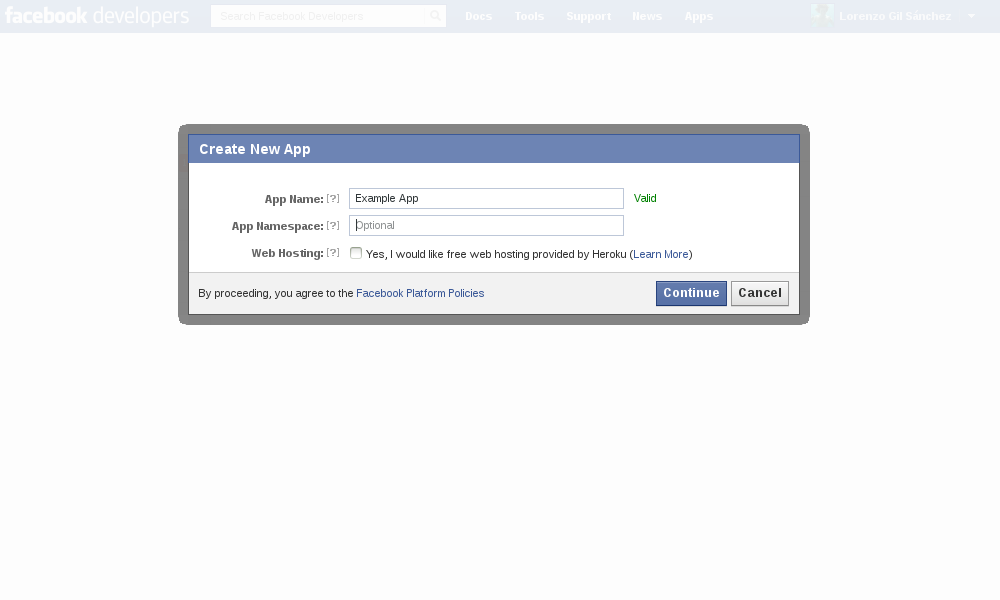 facebook developers Search Facebook Developers Docs Tools Support News Apps Lorenzo Gil Sánchez
Create New App
App Name: [?] Example App Valid
App Namespace: [?] Optional
Web Hosting: [?] Yes, I would like free web hosting provided by Heroku (Learn More)
By proceeding, you agree to the Facebook Platform Policies Continue Cancel